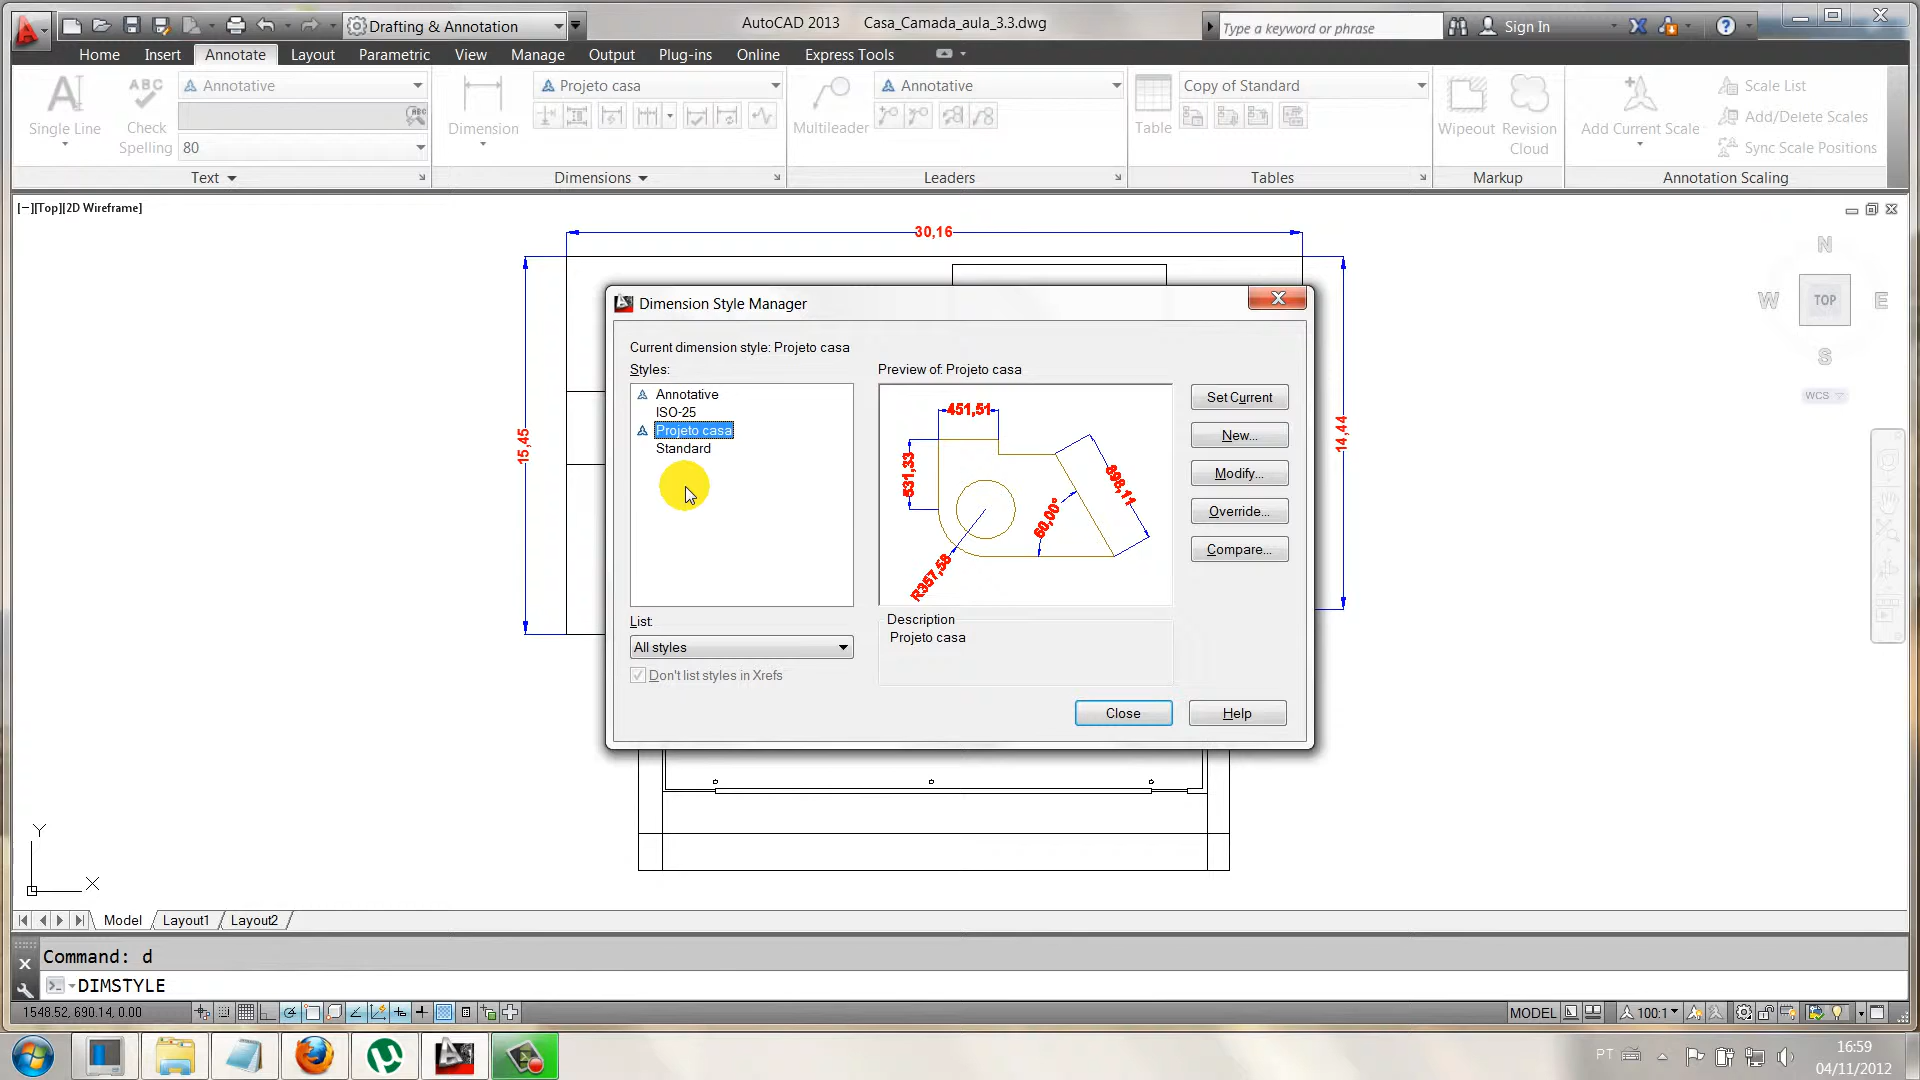 Drafting & Annotation
AutoCAD 2013 Casa_Camada_aula_3.3.dwg
Type a keyword or phrase
Sign In
Home Insert Annotate Layout Parametric View Manage Output Plug-ins Online Express Tools
Single Line
ABC
Check
Spelling
Annotative
80
Text
Dimension
Projeto casa
Dimensions
Multileader
Annotative
Leaders
Table
Copy of Standard
Tables
Wipeout
Revision
Cloud
Markup
Add Current Scale
Scale List
Add/Delete Scales
Sync Scale Positions
Annotation Scaling
[−][Top][2D Wireframe]
30,16
15,45
14,44
N
W
TOP
E
S
WCS
Dimension Style Manager
Current dimension style: Projeto casa
Styles:
Annotative
ISO-25
Projeto casa
Standard
List:
All styles
Don't list styles in Xrefs
Preview of: Projeto casa
451,51
531,33
60,00°
898,11
R357,58
Description
Projeto casa
Set Current
New...
Modify...
Override...
Compare...
Close
Help
Y
X
Model Layout1 Layout2
Command: d
DIMSTYLE
1548.52, 690.14, 0.00
MODEL
100:1
PT
16:59
04/11/2012